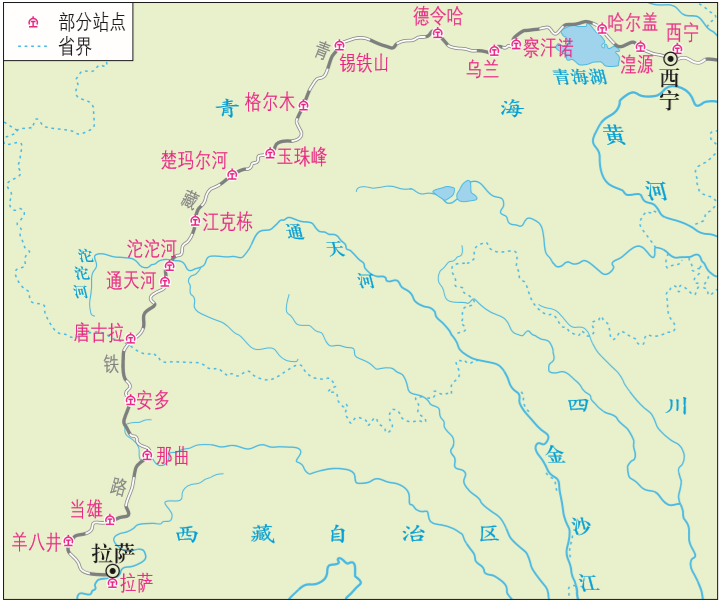 部分站点
省界
德令哈
哈尔盖
西宁
锡铁山
乌兰
察汗诺
湟源
西宁
青海湖
青
格尔木
青
海
黄
河
楚玛尔河
玉珠峰
藏
江克栋
沱沱河
通天河
沱沱河
通
天
河
唐古拉
铁
安多
四
川
那曲
金
沙
江
路
当雄
羊八井
拉萨
拉萨
西
藏
自
治
区